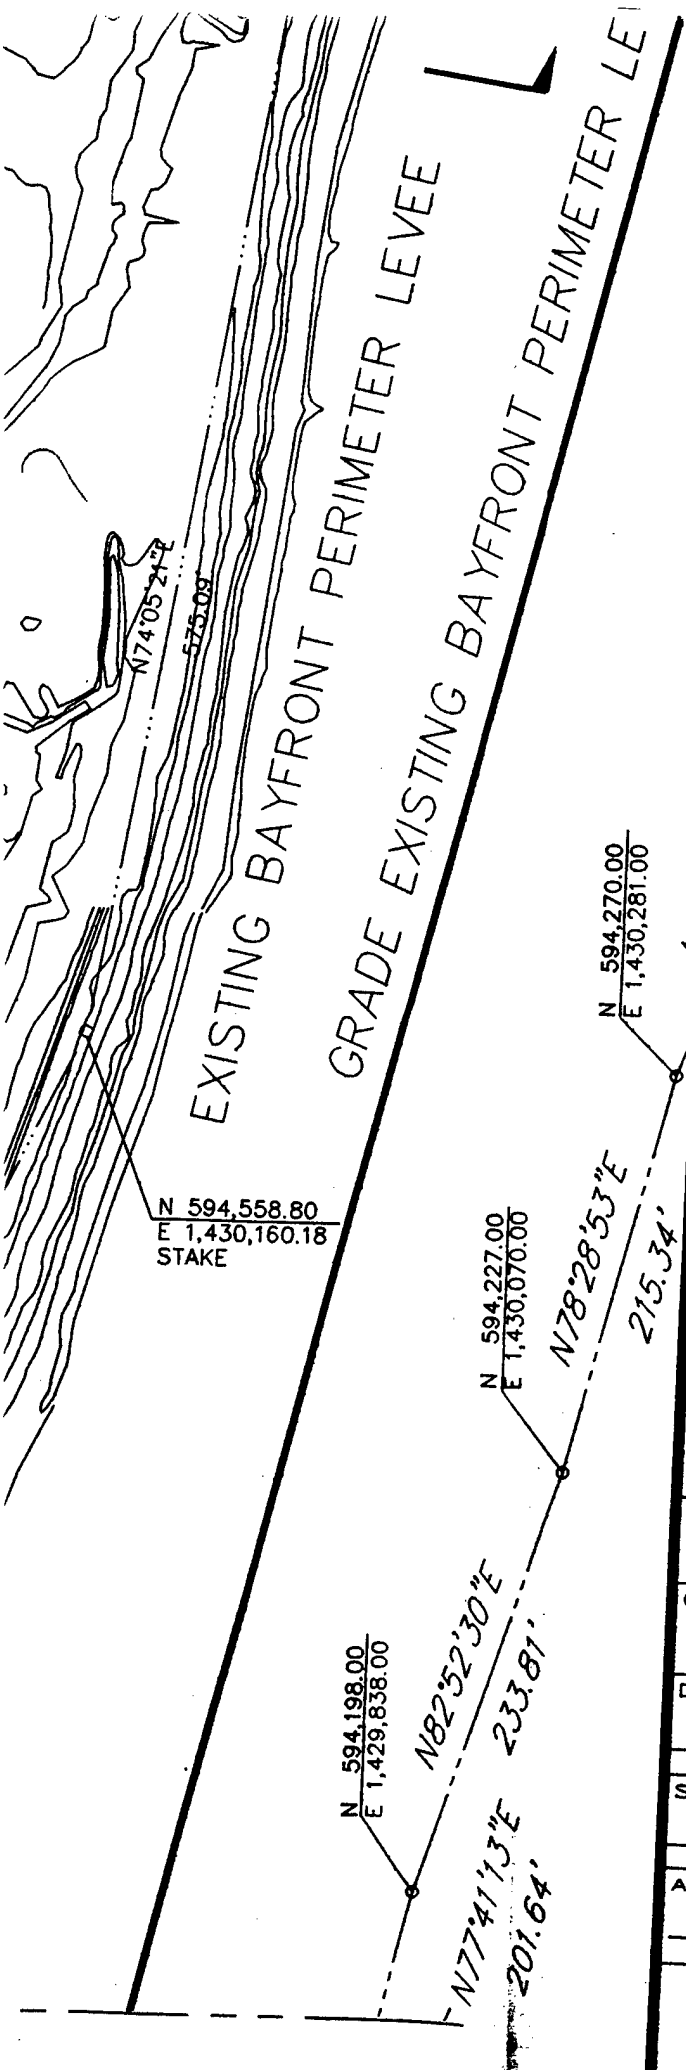 EXISTING BAYFRONT PERIMETER LEVEE
GRADE EXISTING BAYFRONT PERIMETER LE
N74°05'21"E
575.09'
N 594,558.80
E 1,430,160.18
STAKE
N 594,270.00
E 1,430,281.00
N78°28'53"E
215.34'
N 594,227.00
E 1,430,070.00
N82°52'30"E
233.81'
N 594,198.00
E 1,429,838.00
N77°41'13"E
201.64'
S
A